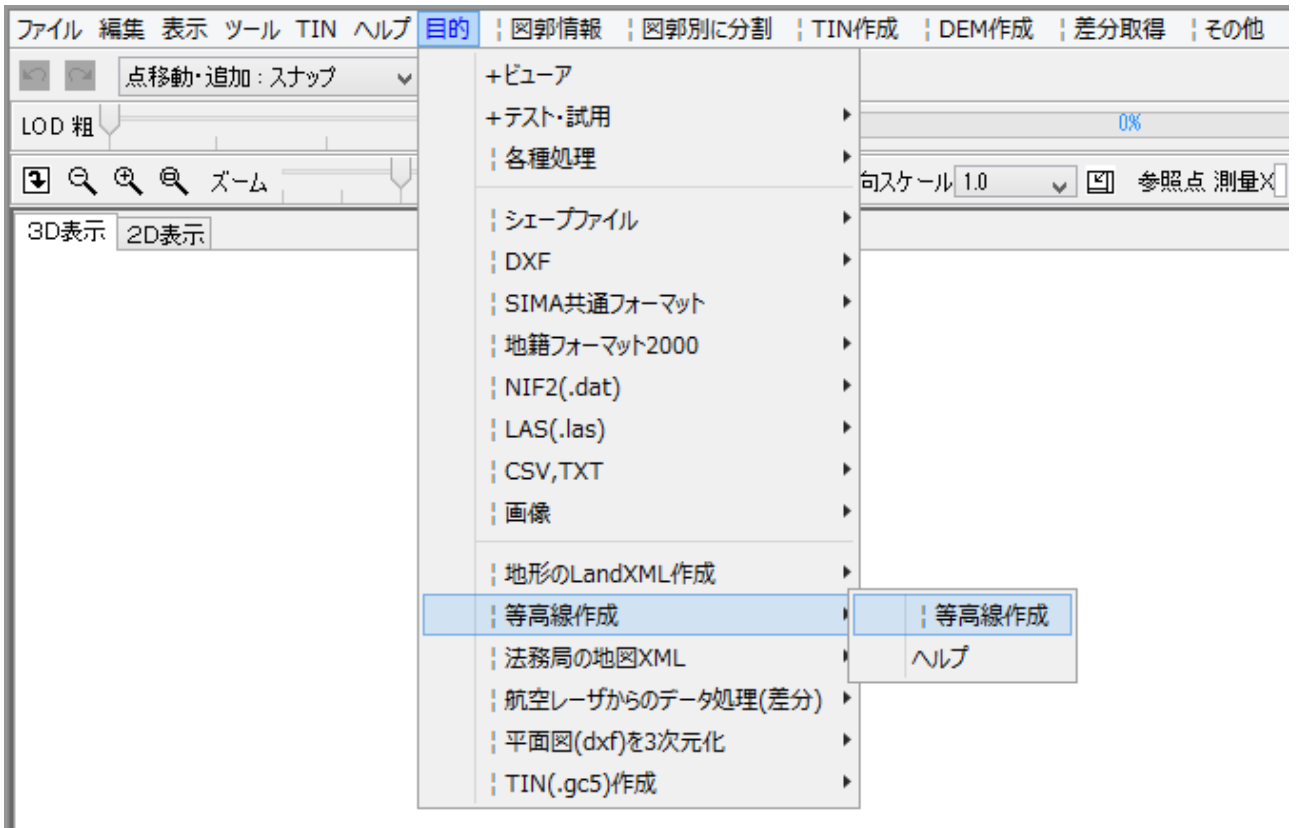 ファイル 編集 表示 ツール TIN ヘルプ 目的 ¦ 図郭情報 ¦ 図郭別に分割 ¦ TIN作成 ¦ DEM作成 ¦ 差分取得 ¦ その他
点移動・追加：スナップ
LOD 粗 0%
ズーム 向スケール 1.0 参照点 測量X
3D表示 2D表示
+ビューア
+テスト・試用
¦ 各種処理
¦ シェープファイル
¦ DXF
¦ SIMA共通フォーマット
¦ 地籍フォーマット2000
¦ NIF2(.dat)
¦ LAS(.las)
¦ CSV,TXT
¦ 画像
¦ 地形のLandXML作成
¦ 等高線作成
¦ 法務局の地図XML
¦ 航空レーザからのデータ処理(差分)
¦ 平面図(dxf)を3次元化
¦ TIN(.gc5)作成
¦ 等高線作成
ヘルプ